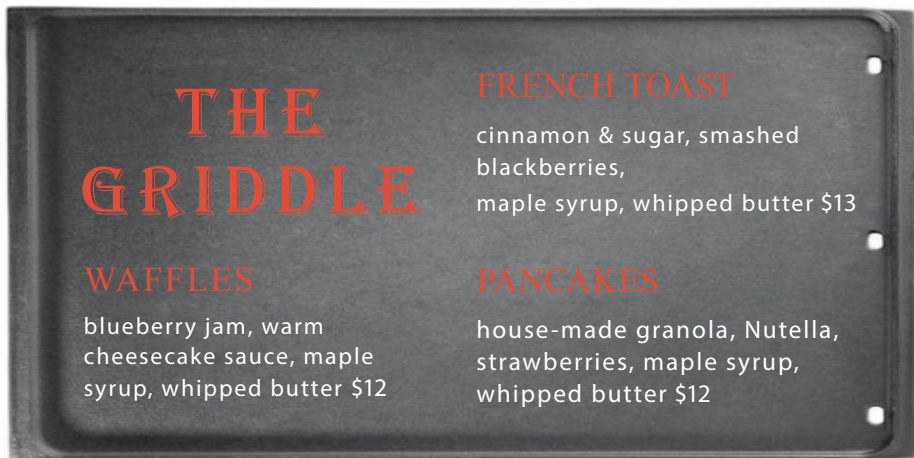 THE
GRIDDLE
WAFFLES
blueberry jam, warm
cheesecake sauce, maple
syrup, whipped butter $12
FRENCH TOAST
cinnamon & sugar, smashed
blackberries,
maple syrup, whipped butter $13
PANCAKES
house-made granola, Nutella,
strawberries, maple syrup,
whipped butter $12